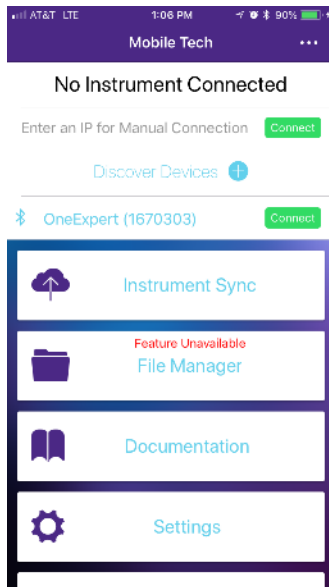 AT&T LTE 1:06 PM 90%
Mobile Tech
No Instrument Connected
Enter an IP for Manual Connection Connect
Discover Devices
OneExpert (1670303) Connect
Instrument Sync
Feature Unavailable
File Manager
Documentation
Settings